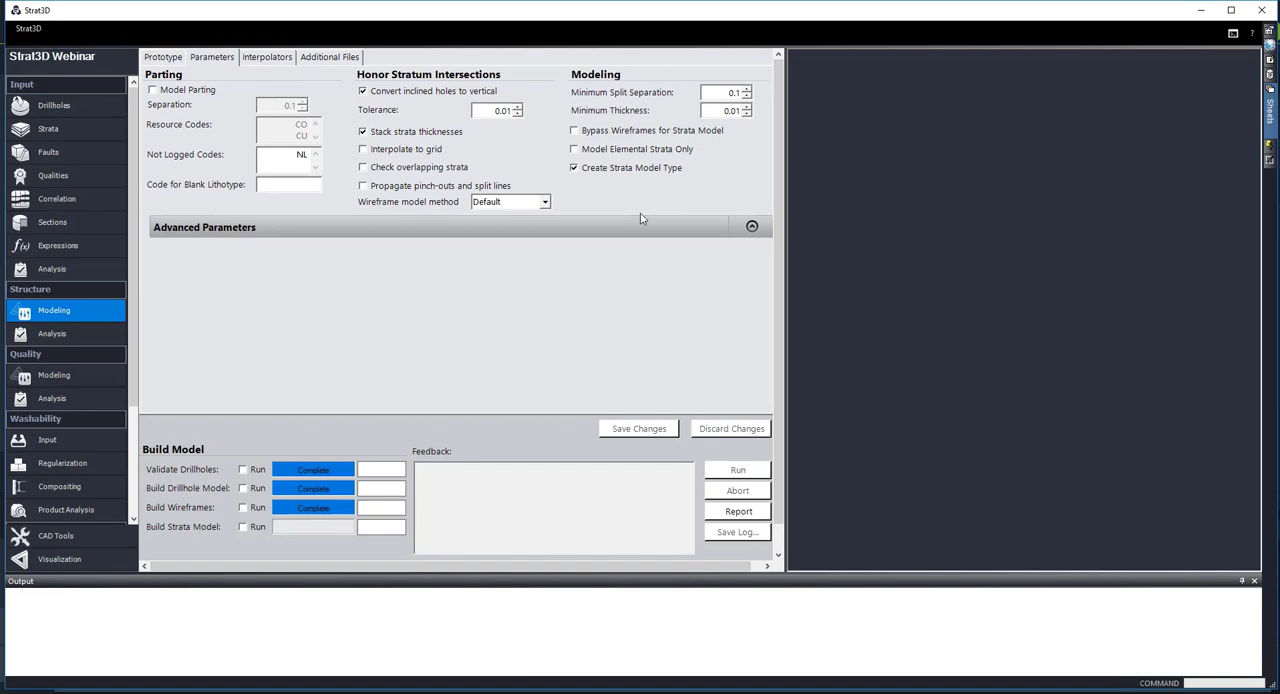 Strat3D
Strat3D
Strat3D Webinar
Input
Drillholes
Strata
Faults
Qualities
Correlation
Sections
f(x) Expressions
Analysis
Structure
Modeling
Analysis
Quality
Modeling
Analysis
Washability
Input
Regularization
Compositing
Product Analysis
CAD Tools
Visualization
Prototype Parameters Interpolators Additional Files
Parting
Model Parting
Separation: 0.1
Resource Codes: CO
CU
Not Logged Codes: NL
Code for Blank Lithotype:
Honor Stratum Intersections
Convert inclined holes to vertical
Tolerance: 0.01
Stack strata thicknesses
Interpolate to grid
Check overlapping strata
Propagate pinch-outs and split lines
Wireframe model method Default
Modeling
Minimum Split Separation: 0.1
Minimum Thickness: 0.01
Bypass Wireframes for Strata Model
Model Elemental Strata Only
Create Strata Model Type
Advanced Parameters
Save Changes Discard Changes
Build Model
Validate Drillholes: Run Complete
Build Drillhole Model: Run Complete
Build Wireframes: Run Complete
Build Strata Model: Run
Feedback:
Run
Abort
Report
Save Log...
Sheets
Output
COMMAND